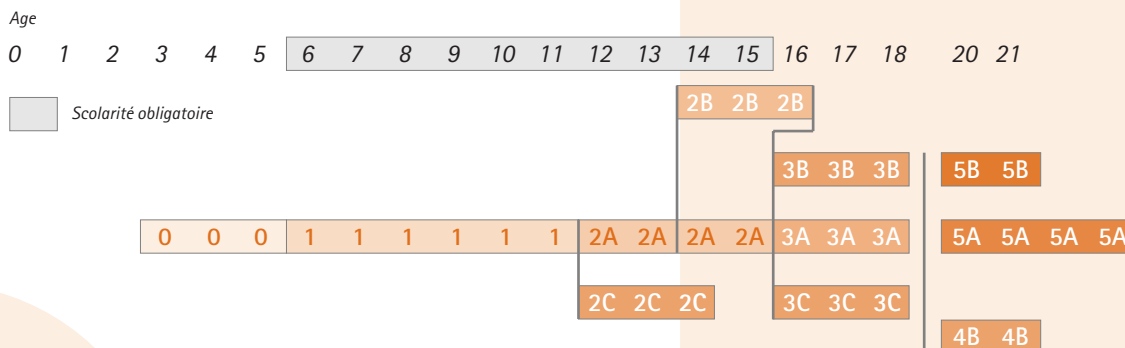 Age
0 1 2 3 4 5 6 7 8 9 10 11 12 13 14 15 16 17 18 20 21
Scolarité obligatoire
2B 2B 2B
3B 3B 3B 5B 5B
0 0 0 1 1 1 1 1 1 2A 2A 2A 2A 3A 3A 3A 5A 5A 5A 5A
2C 2C 2C 3C 3C 3C
4B 4B